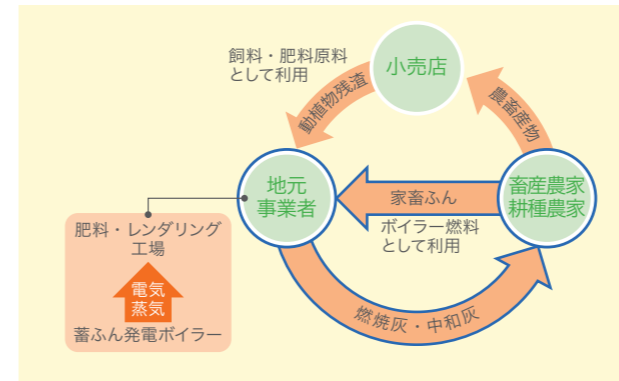 飼料・肥料原料
として利用
小売店
動植物残渣
農畜産物
地元
事業者
家畜ふん
畜産農家
耕種農家
ボイラー燃料
として利用
肥料・レンダリング
工場
電気
蒸気
蓄ふん発電ボイラー
燃焼灰・中和灰